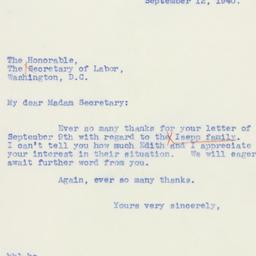 September 12, 1940.
The Honorable,
The Secretary of Labor,
Washington, D.C.
My dear Madam Secretary:
Ever so many thanks for your letter of
September 9th with regard to the Isepp family.
I can't tell you how much Edith and I appreciate
your interest in their situation. We will eager
await further word from you.
Again, ever so many thanks.
Yours very sincerely,